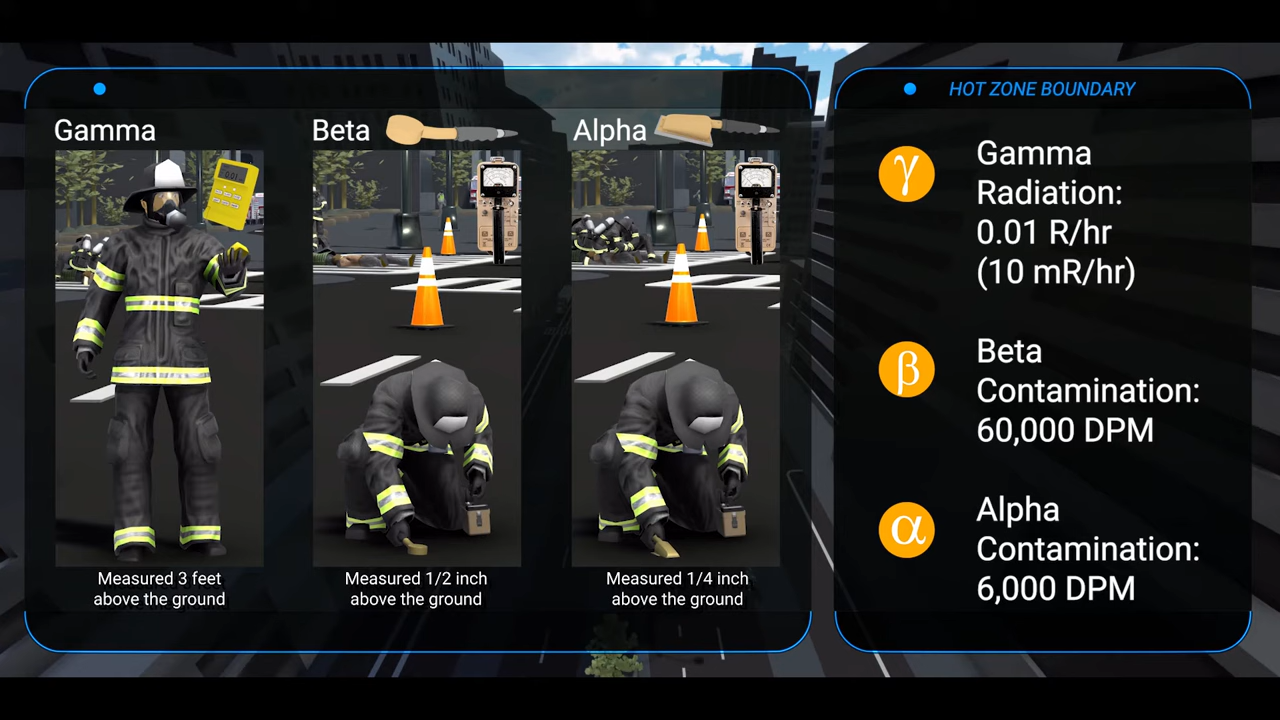 HOT ZONE BOUNDARY
Gamma
Beta
Alpha
Measured 3 feet
above the ground
Measured 1/2 inch
above the ground
Measured 1/4 inch
above the ground
γ
Gamma
Radiation:
0.01 R/hr
(10 mR/hr)
β
Beta
Contamination:
60,000 DPM
α
Alpha
Contamination:
6,000 DPM